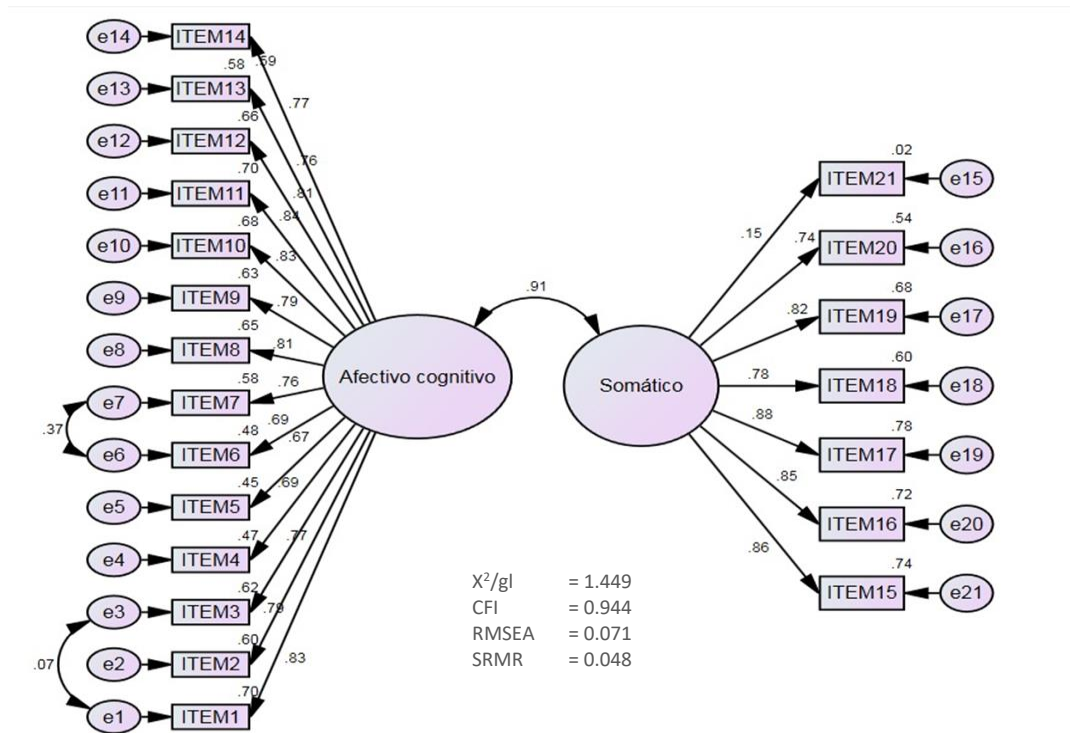 e14 ITEM14
.59
.77
.58
e13 ITEM13
.76
.66
e12 ITEM12
.81
.70
e11 ITEM11
.84
.68
e10 ITEM10
.83
.63
e9 ITEM9
.79
.65
e8 ITEM8
.81
.58
e7 ITEM7
.76
.37
.69
.48
e6 ITEM6
.67
.45
e5 ITEM5
.69
.47
e4 ITEM4
.77
.62
e3 ITEM3
.79
.60
.07
e2 ITEM2
.83
.70
e1 ITEM1
Afectivo cognitivo
.91
Somático
.02
ITEM21 e15
.15
.54
.74
ITEM20 e16
.68
.82
ITEM19 e17
.60
.78
ITEM18 e18
.78
.88
ITEM17 e19
.72
.85
ITEM16 e20
.74
.86
ITEM15 e21
X²/gl = 1.449
CFI = 0.944
RMSEA = 0.071
SRMR = 0.048